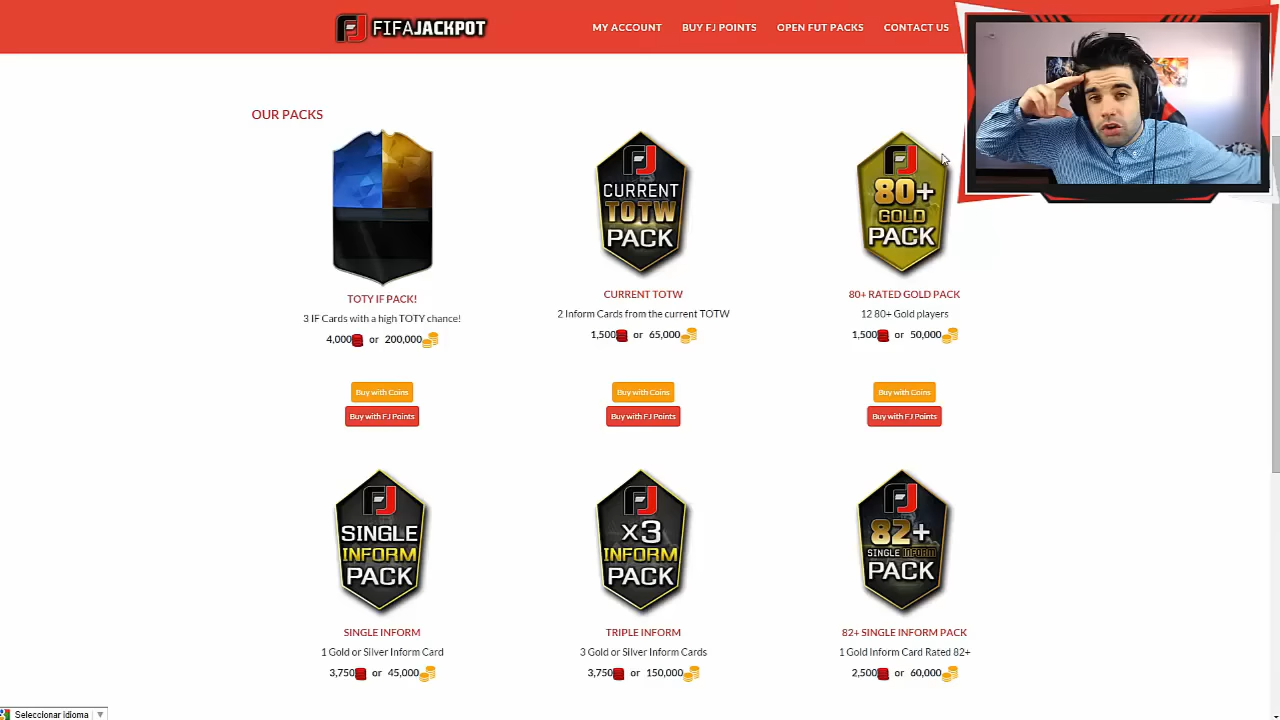 FJ FIFAJACKPOT
MY ACCOUNT BUY FJ POINTS OPEN FUT PACKS CONTACT US
OUR PACKS
FJ CURRENT TOTW PACK
FJ 80+ GOLD PACK
TOTY IF PACK!
3 IF Cards with a high TOTY chance!
4,000 or 200,000
Buy with Coins
Buy with FJ Points
CURRENT TOTW
2 Inform Cards from the current TOTW
1,500 or 65,000
Buy with Coins
Buy with FJ Points
80+ RATED GOLD PACK
12 80+ Gold players
1,500 or 50,000
Buy with Coins
Buy with FJ Points
FJ SINGLE INFORM PACK
SINGLE INFORM
1 Gold or Silver Inform Card
3,750 or 45,000
FJ x3 INFORM PACK
TRIPLE INFORM
3 Gold or Silver Inform Cards
3,750 or 150,000
FJ 82+ SINGLE INFORM PACK
82+ SINGLE INFORM PACK
1 Gold Inform Card Rated 82+
2,500 or 60,000
Seleccionar idioma